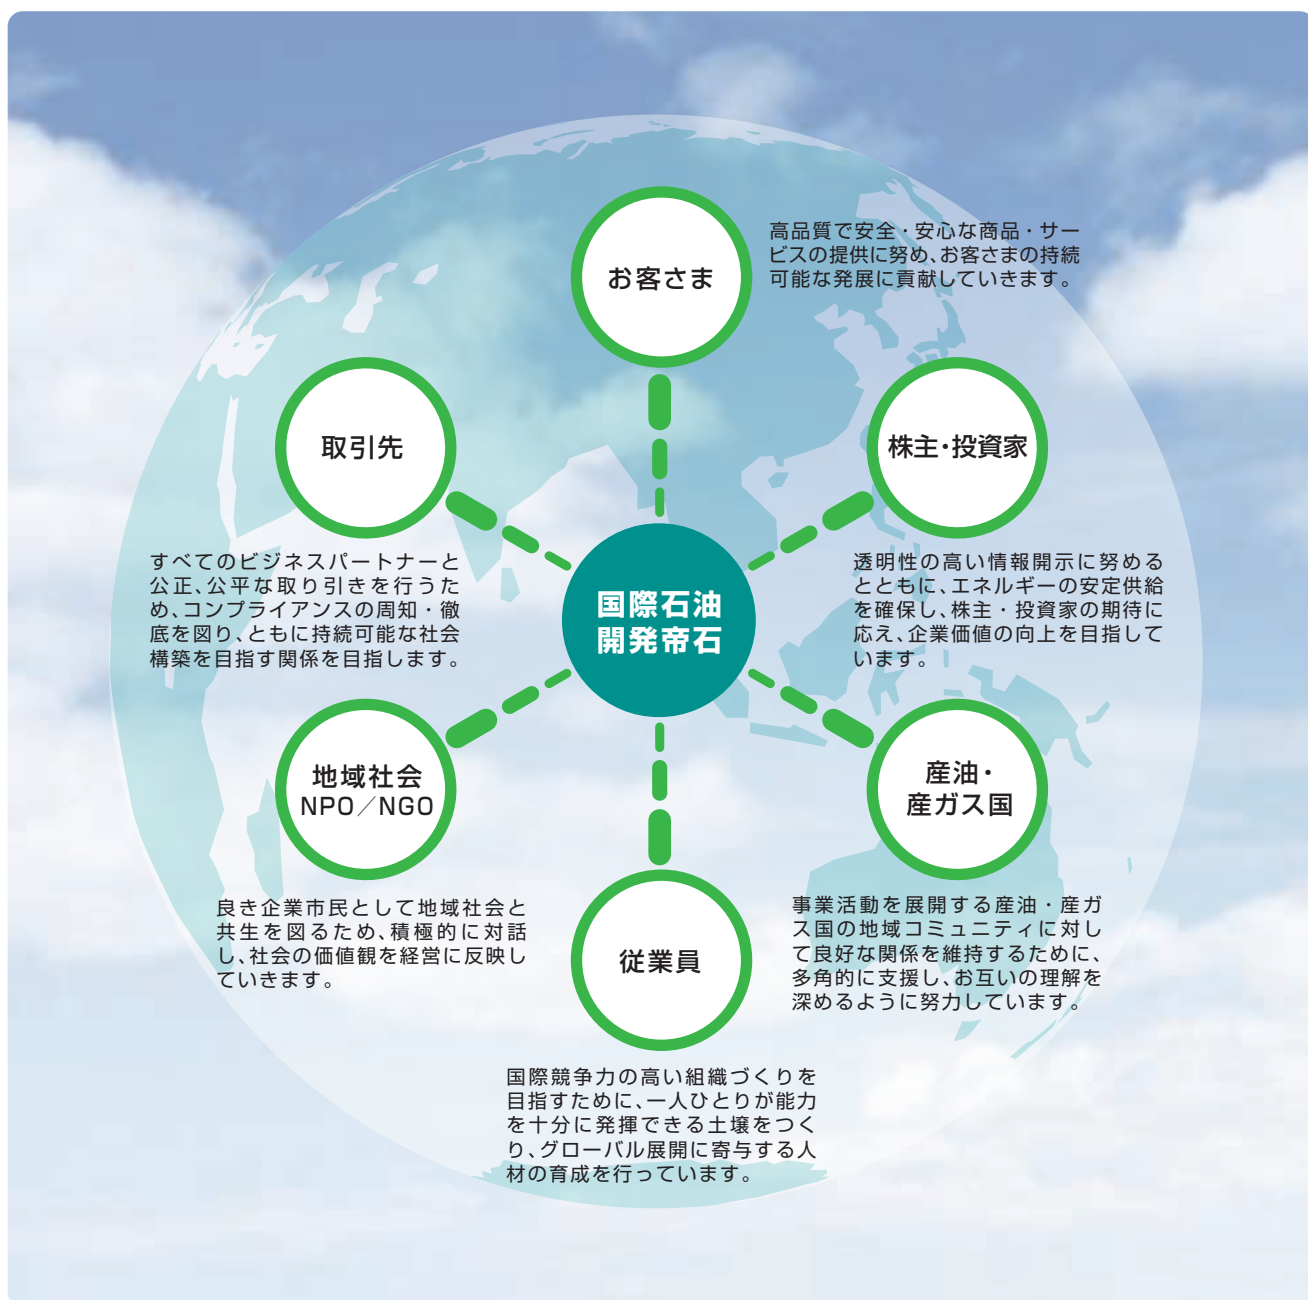 お客さま
高品質で安全・安心な商品・サー
ビスの提供に努め、お客さまの持続
可能な発展に貢献していきます。
取引先
すべてのビジネスパートナーと
公正、公平な取り引きを行うた
め、コンプライアンスの周知・徹
底を図り、ともに持続可能な社会
構築を目指す関係を目指します。
株主・投資家
透明性の高い情報開示に努める
とともに、エネルギーの安定供給
を確保し、株主・投資家の期待に
応え、企業価値の向上を目指して
います。
国際石油
開発帝石
地域社会
NPO／NGO
良き企業市民として地域社会と
共生を図るため、積極的に対話
し、社会の価値観を経営に反映し
ていきます。
産油・
産ガス国
事業活動を展開する産油・産ガ
ス国の地域コミュニティに対し
て良好な関係を維持するために、
多角的に支援し、お互いの理解を
深めるように努力しています。
従業員
国際競争力の高い組織づくりを
目指すために、一人ひとりが能力
を十分に発揮できる土壌をつく
り、グローバル展開に寄与する人
材の育成を行っています。